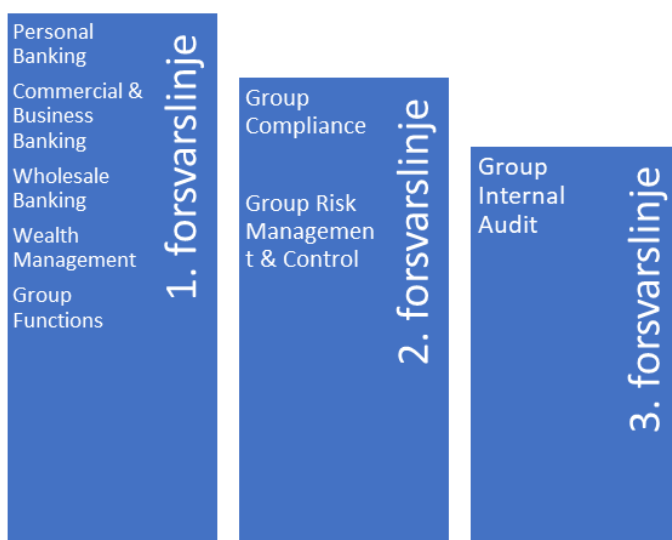 Personal
Banking
Commercial &
Business
Banking
Wholesale
Banking
Wealth
Management
Group
Functions
1. forsvarslinje
Group
Compliance
Group Risk
Managemen
t & Control
2. forsvarslinje
Group
Internal
Audit
3. forsvarslinje